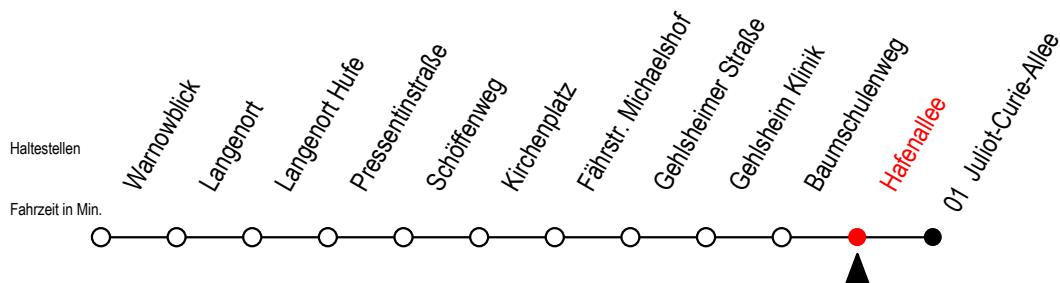 Haltestellen
Fahrzeit in Min.
Warnowblick
Langenort
Langenort Hufe
Pressentinstraße
Schöffenweg
Kirchenplatz
Fährstr. Michaelshof
Gehlsheimer Straße
Gehlsheim Klinik
Baumschulenweg
Hafenallee
01 Juliot-Curie-Allee